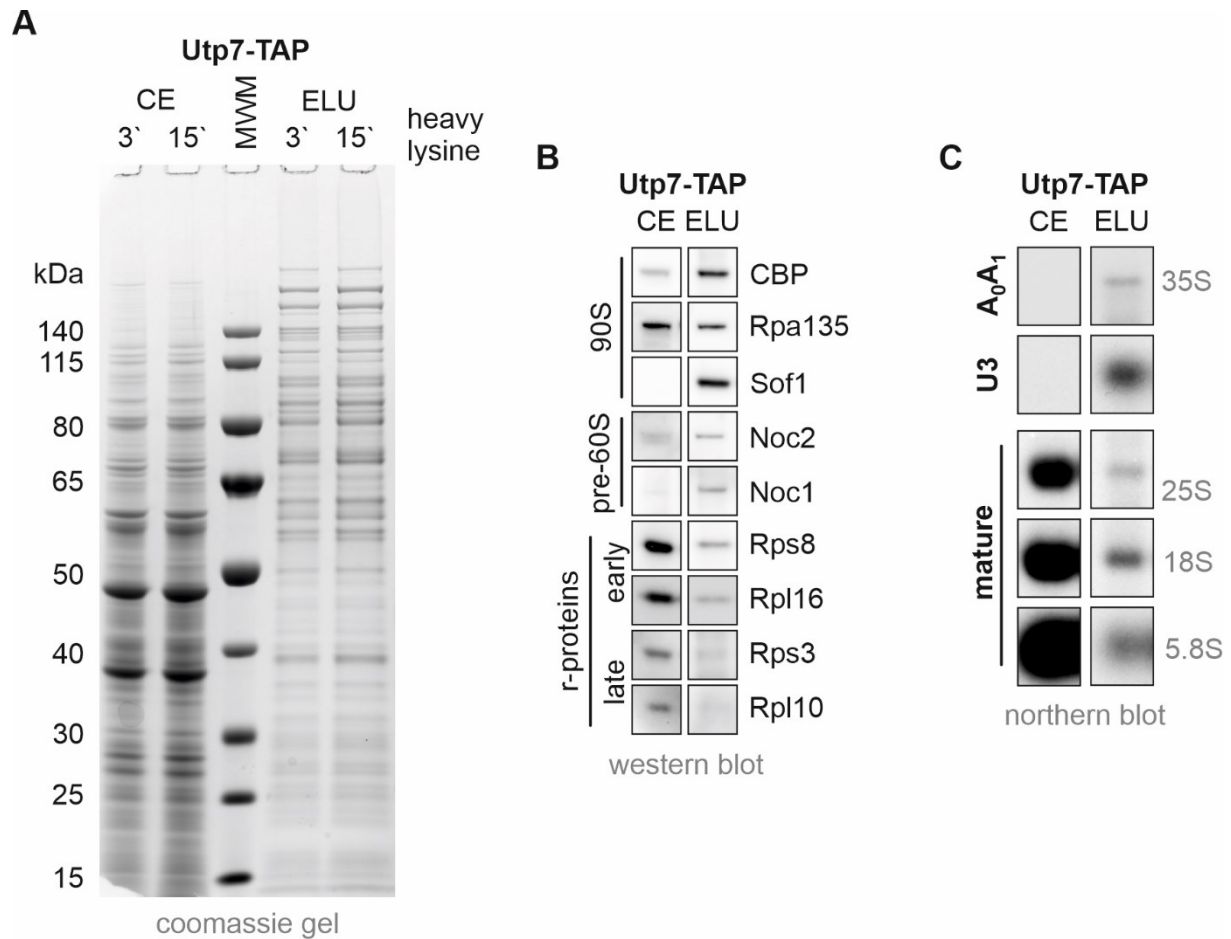 A
Utp7-TAP
CE
MWM
ELU
3` 15`
3` 15`
heavy
lysine
kDa
140
115
80
65
50
40
30
25
15
coomassie gel
B
Utp7-TAP
CE ELU
90S
CBP
Rpa135
Sof1
pre-60S
Noc2
Noc1
r-proteins
early
Rps8
Rpl16
late
Rps3
Rpl10
western blot
C
Utp7-TAP
CE ELU
A₀A₁
35S
U3
mature
25S
18S
5.8S
northern blot